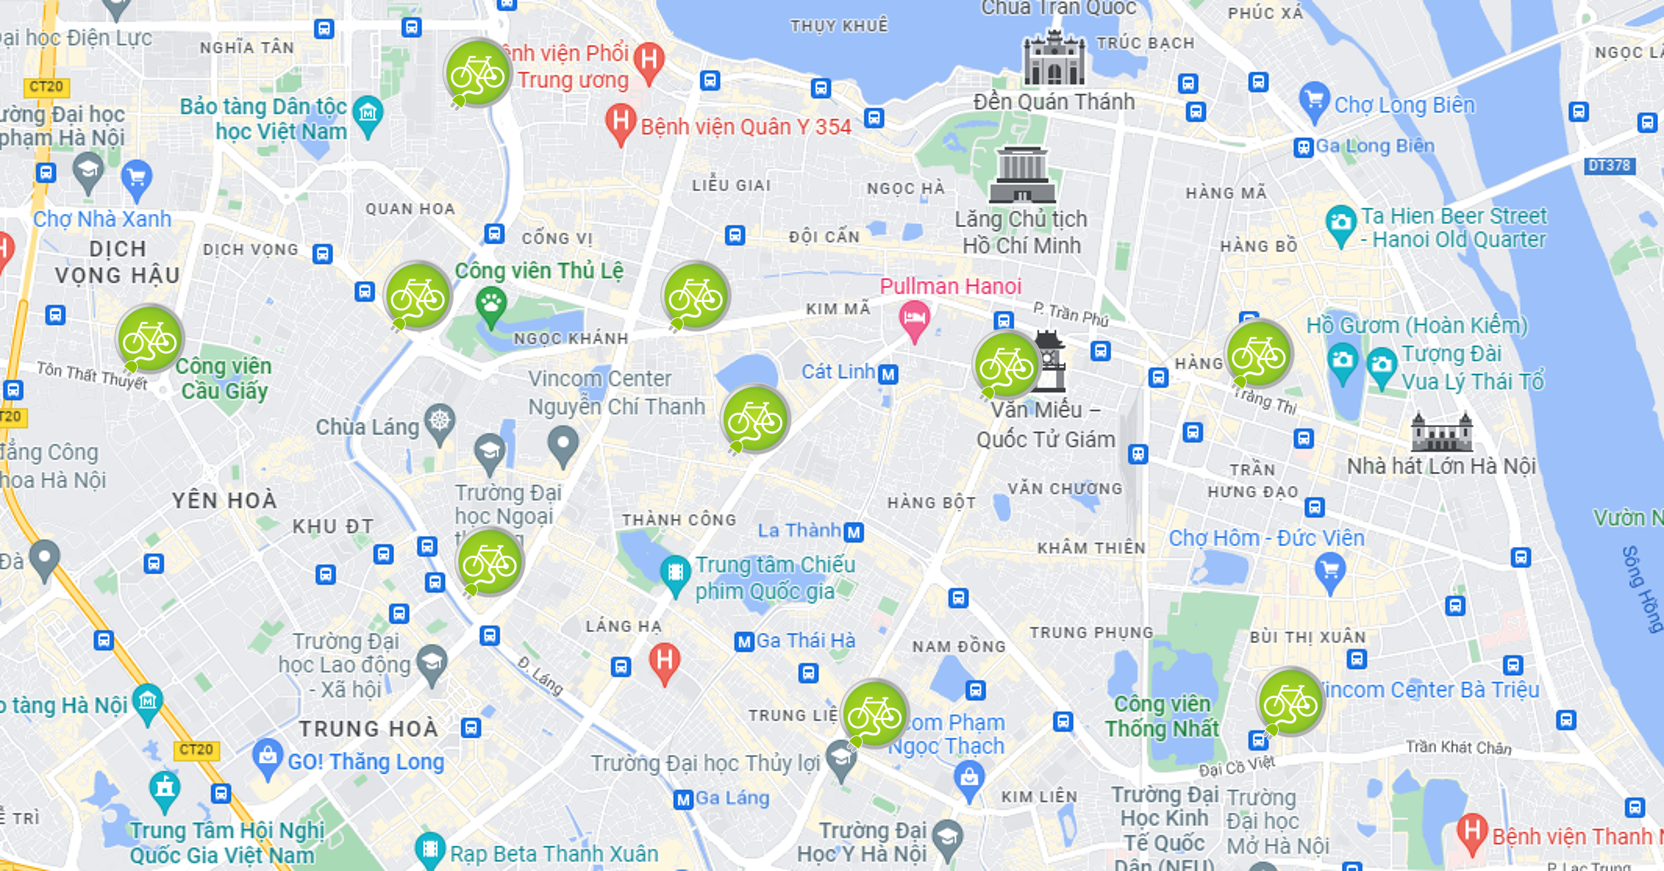 Chùa Trấn Quốc
PHÚC XÁ
THỤY KHUÊ
ại học Điện Lực
NGHĨA TÂN
TRÚC BẠCH
NGỌC LÂ
ệnh viện Phổi
Trung ương
CT20
Đền Quán Thánh
Chợ Long Biên
Bảo tàng Dân tộc
học Việt Nam
ường Đại học
phạm Hà Nội
Bệnh viện Quân Y 354
Ga Long Biên
DT378
LIỄU GIAI
NGỌC HÀ
HÀNG MÃ
Chợ Nhà Xanh
QUAN HOA
Lăng Chủ tịch
Hồ Chí Minh
Ta Hien Beer Street
- Hanoi Old Quarter
DỊCH
VỌNG HẬU
DỊCH VỌNG
CỐNG VỊ
ĐỘI CẤN
HÀNG BỒ
Công viên Thủ Lệ
Pullman Hanoi
KIM MÃ
P. Trần Phú
NGỌC KHÁNH
Hồ Gươm (Hoàn Kiếm)
Tượng Đài
Vua Lý Thái Tổ
HÀNG
Tôn Thất Thuyết
Công viên
Cầu Giấy
Vincom Center
Nguyễn Chí Thanh
Cát Linh
M
Tràng Thi
Văn Miếu –
Quốc Tử Giám
T20
Chùa Láng
đẳng Công
hoa Hà Nội
Nhà hát Lớn Hà Nội
TRẦN
HƯNG ĐẠO
YÊN HOÀ
KHU ĐT
Trường Đại
học Ngoại
THÀNH CÔNG
HÀNG BỘT
VĂN CHƯƠNG
La Thành
M
KHÂM THIÊN
Chợ Hôm - Đức Viên
Vườn N
Sông Hồng
Đà
H
Trung tâm Chiếu
phim Quốc gia
LÁNG HẠ
Ga Thái Hà
M
NAM ĐỒNG
TRUNG PHỤNG
BÙI THỊ XUÂN
Trường Đại
học Lao động
- Xã hội
Đ. Láng
o tàng Hà Nội
TRUNG HOÀ
TRUNG LIỆ
com Phạm
Ngọc Thạch
Công viên
Thống Nhất
incom Center Bà Triệu
CT20
GO! Thăng Long
Trường Đại học Thủy lợi
Đại Cồ Việt
Trần Khát Chân
M
Ga Láng
KIM LIÊN
Trường Đại
Học Kinh
Tế Quốc
Dân (NEU)
Trường
Đại học
Mở Hà Nội
Ễ TRÌ
Trung Tâm Hội Nghị
Quốc Gia Việt Nam
Rạp Beta Thanh Xuân
Trường Đại
Học Y Hà Nội
Bệnh viện Thanh N
P. Lạc Trung